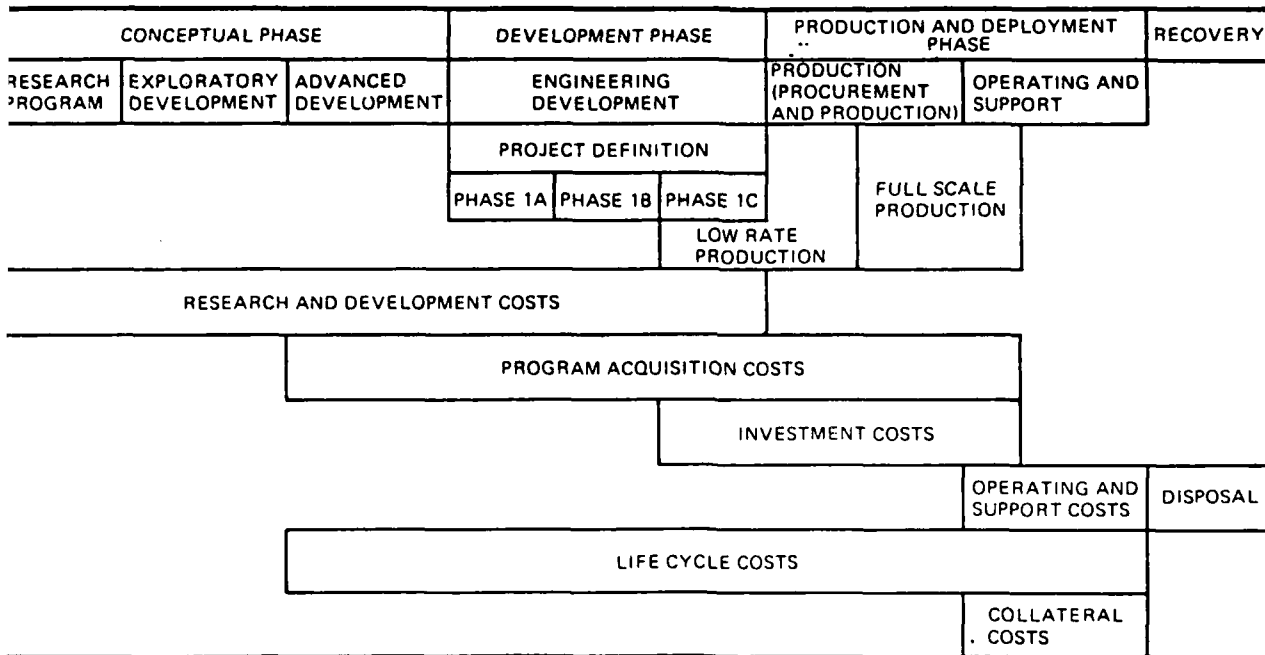 CONCEPTUAL PHASE
DEVELOPMENT PHASE
PRODUCTION AND DEPLOYMENT
PHASE
RECOVERY
RESEARCH
PROGRAM
EXPLORATORY
DEVELOPMENT
ADVANCED
DEVELOPMENT
ENGINEERING
DEVELOPMENT
PRODUCTION
(PROCUREMENT
AND PRODUCTION)
OPERATING AND
SUPPORT
PROJECT DEFINITION
PHASE 1A
PHASE 1B
PHASE 1C
FULL SCALE
PRODUCTION
LOW RATE
PRODUCTION
RESEARCH AND DEVELOPMENT COSTS
PROGRAM ACQUISITION COSTS
INVESTMENT COSTS
OPERATING AND
SUPPORT COSTS
DISPOSAL
LIFE CYCLE COSTS
COLLATERAL
COSTS